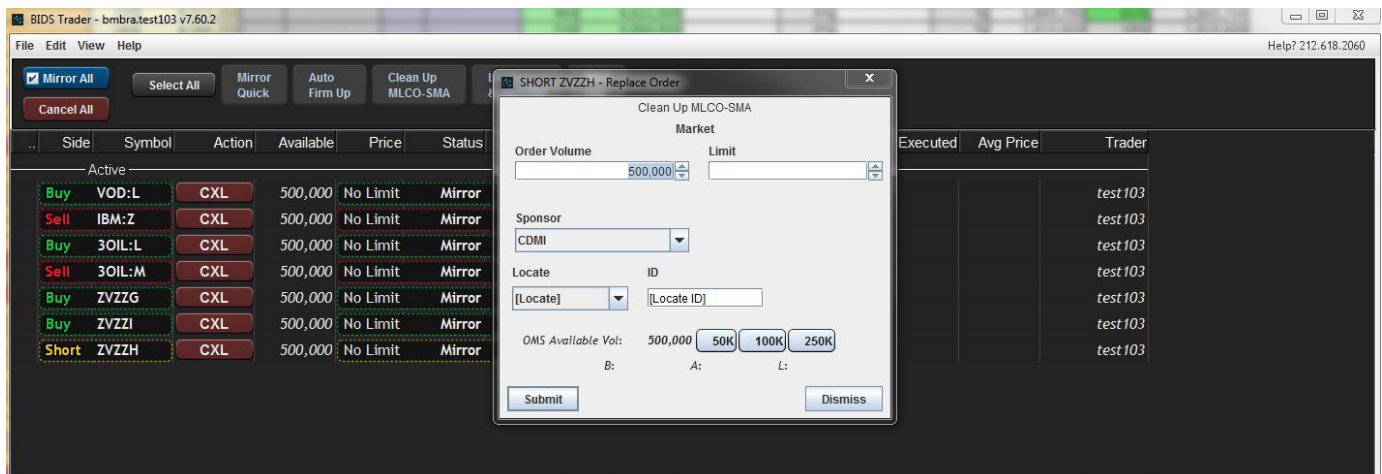 BIDS Trader - bmbra.test103 v7.60.2
File Edit View Help
Help? 212.618.2060
Mirror All
Cancel All
Select All
Mirror Quick
Auto Firm Up
Clean Up MLCO-SMA
.. Side Symbol Action Available Price Status Executed Avg Price Trader
Active
Buy VOD:L CXL 500,000 No Limit Mirror test103
Sell IBM:Z CXL 500,000 No Limit Mirror test103
Buy 3OIL:L CXL 500,000 No Limit Mirror test103
Sell 3OIL:M CXL 500,000 No Limit Mirror test103
Buy ZVZZG CXL 500,000 No Limit Mirror test103
Buy ZVZZI CXL 500,000 No Limit Mirror test103
Short ZVZZH CXL 500,000 No Limit Mirror test103
SHORT ZVZZH - Replace Order
Clean Up MLCO-SMA
Market
Order Volume Limit
500,000
Sponsor
CDMI
Locate ID
[Locate] [Locate ID]
OMS Available Vol: 500,000 50K 100K 250K
B: A: L:
Submit Dismiss